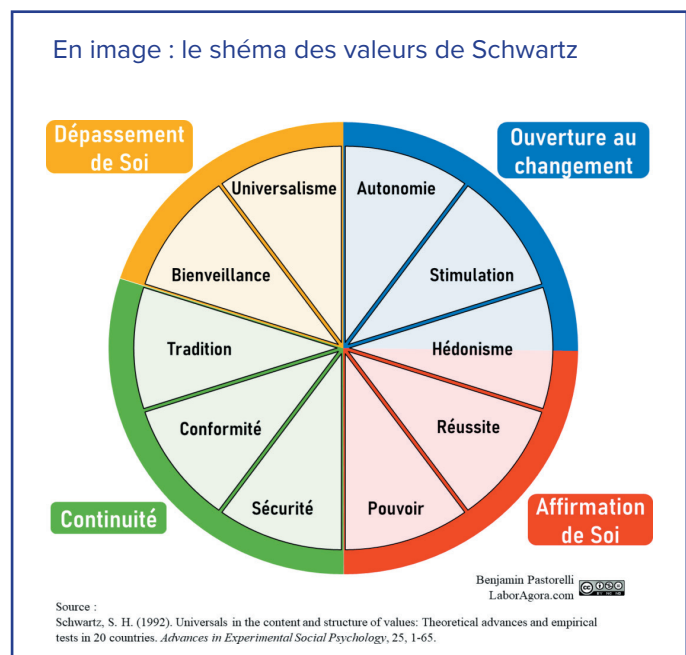 En image : le shéma des valeurs de Schwartz
Dépassement
de Soi
Ouverture au
changement
Universalisme
Autonomie
Bienveillance
Stimulation
Tradition
Hédonisme
Conformité
Réussite
Sécurité
Pouvoir
Continuité
Affirmation
de Soi
Benjamin Pastorelli
LaborAgora.com
Source :
Schwartz, S. H. (1992). Universals in the content and structure of values: Theoretical advances and empirical
tests in 20 countries. Advances in Experimental Social Psychology, 25, 1-65.